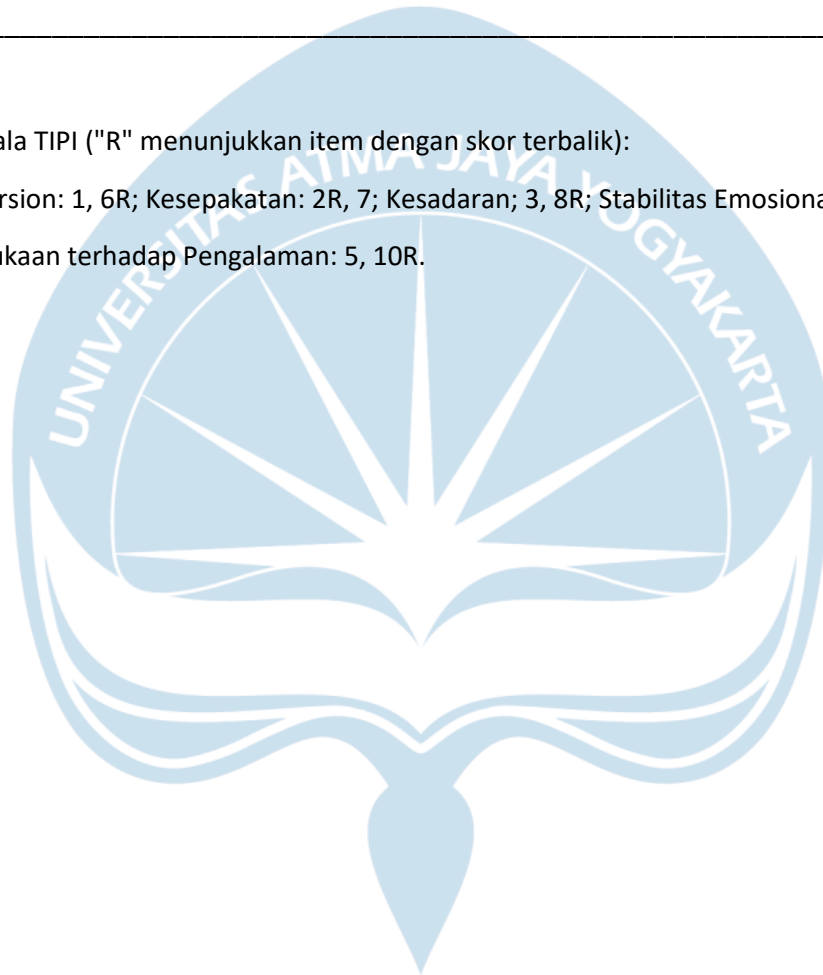 ala TIPI ("R" menunjukkan item dengan skor terbalik):
rsion: 1, 6R; Kesepakatan: 2R, 7; Kesadaran; 3, 8R; Stabilitas Emosiona
ukaan terhadap Pengalaman: 5, 10R.
UNIVERSITAS ATMA JAYA YOGYAKARTA